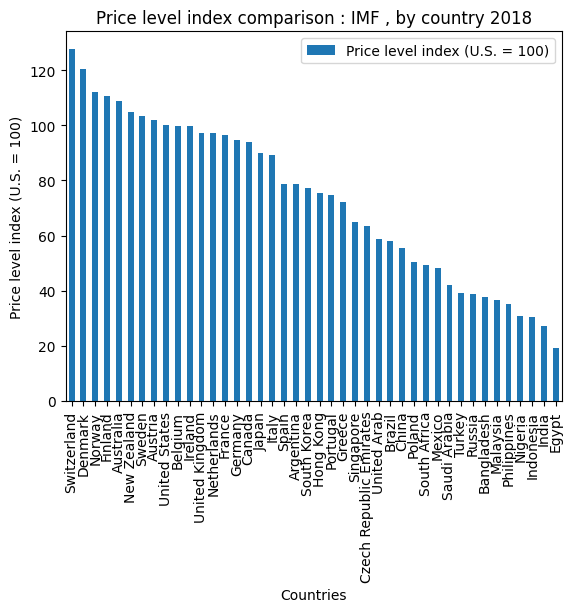 Price level index comparison : IMF , by country 2018
Price level index (U.S. = 100)
Price level index (U.S. = 100)
120
100
80
60
40
20
0
Switzerland
Denmark
Norway
Finland
Australia
New Zealand
Sweden
Austria
United States
Belgium
Ireland
United Kingdom
Netherlands
France
Germany
Canada
Japan
Italy
Spain
Argentina
South Korea
Hong Kong
Portugal
Greece
Singapore
Czech Republic Emirates
United Arab
Brazil
China
Poland
South Africa
Mexico
Saudi Arabia
Turkey
Russia
Bangladesh
Malaysia
Philippines
Nigeria
Indonesia
India
Egypt
Countries